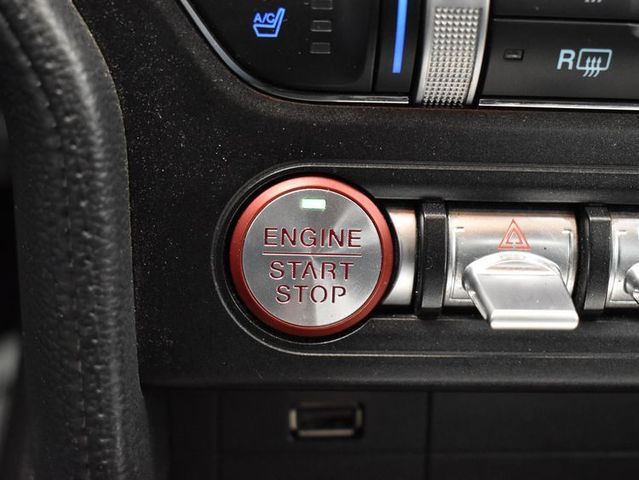 A/C
R
ENGINE
START
STOP